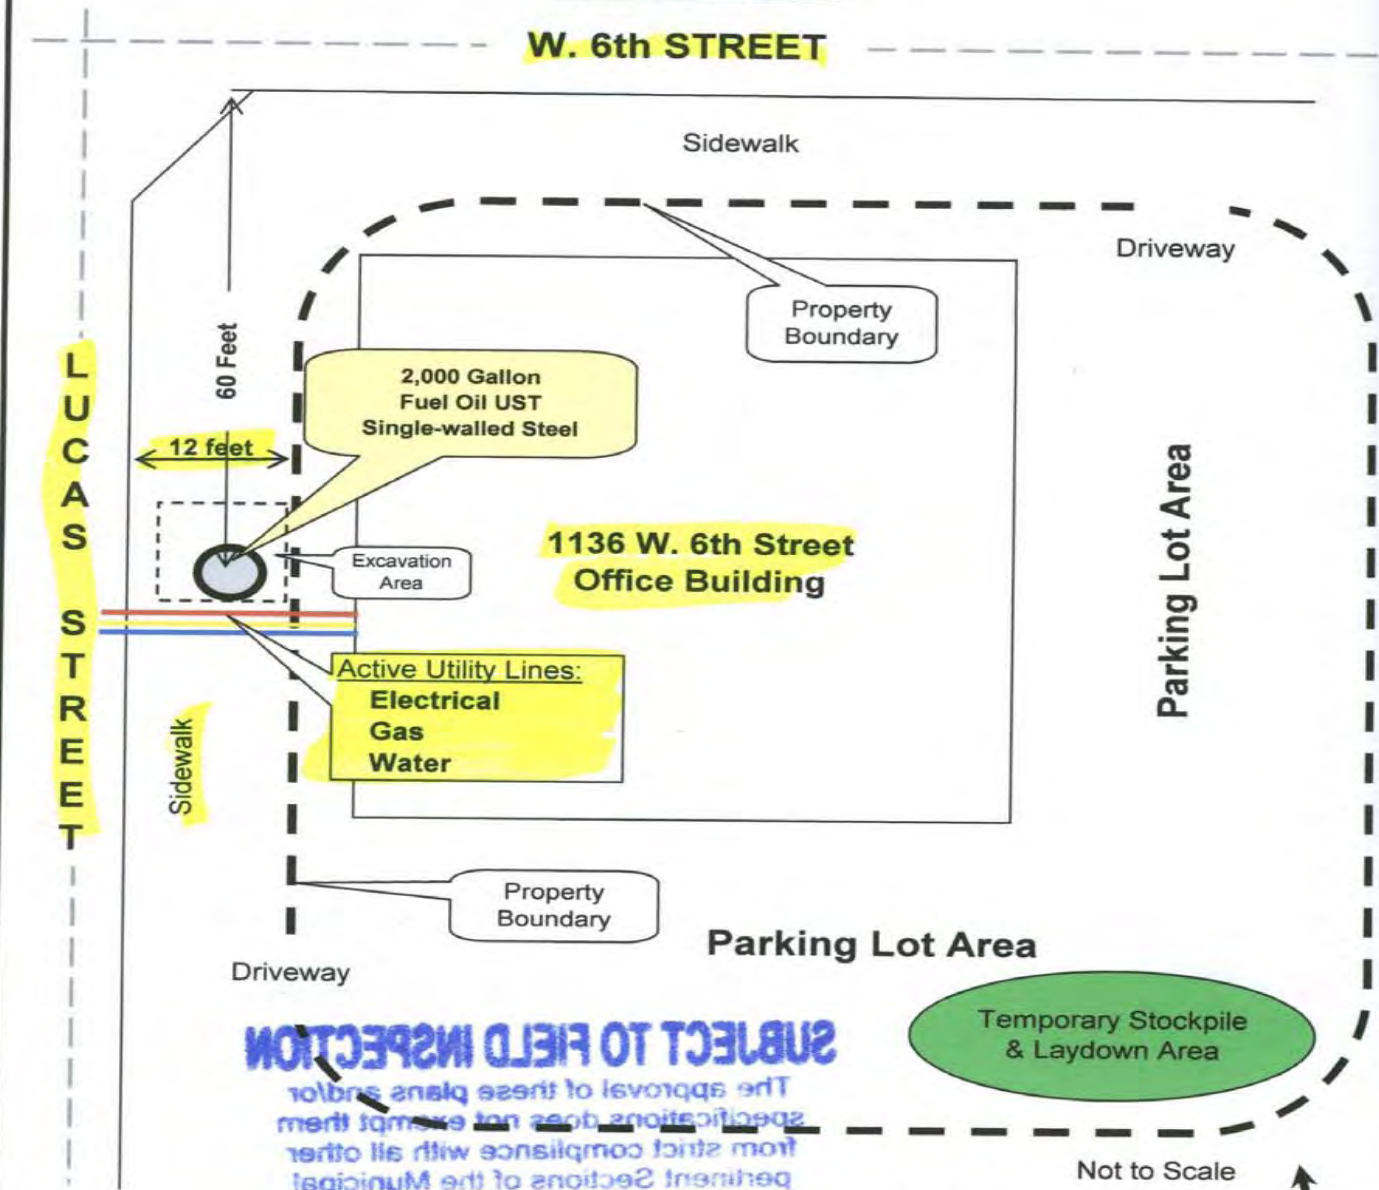 W. 6th STREET
Sidewalk
Driveway
Property
Boundary
60 Feet
2,000 Gallon
Fuel Oil UST
Single-walled Steel
12 feet
LUCAS STREET
1136 W. 6th Street
Office Building
Excavation
Area
Parking Lot Area
Active Utility Lines:
Electrical
Gas
Water
Sidewalk
Property
Boundary
Parking Lot Area
Driveway
Temporary Stockpile
& Laydown Area
SUBJECT TO FIELD INSPECTION
The approval of these plans and/or
specifications does not exempt them
from strict compliance with all other
pertinent Sections of the Municipal
Not to Scale